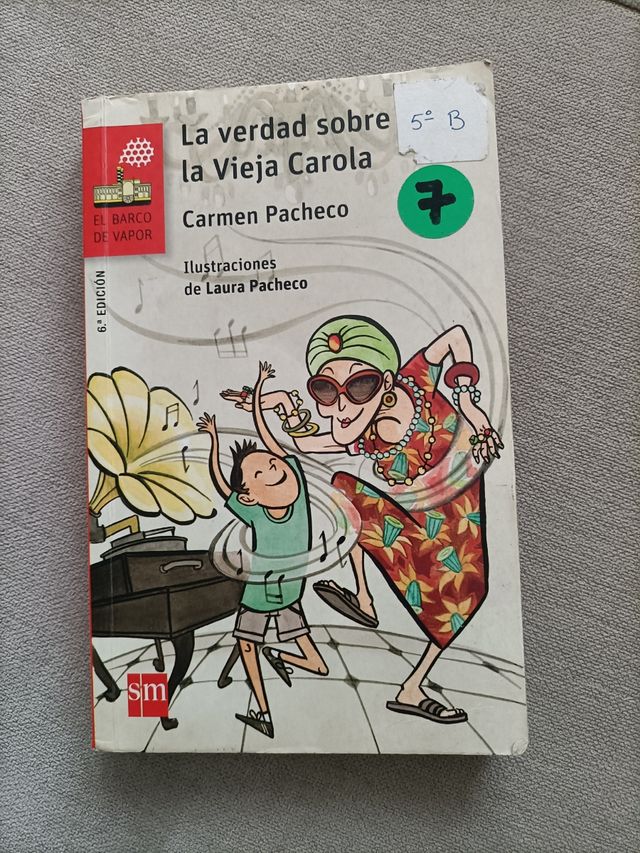 La verdad sobre
la Vieja Carola
5º B
7
Carmen Pacheco
Ilustraciones
de Laura Pacheco
EL BARCO
DE VAPOR
6.ª EDICIÓN
sm